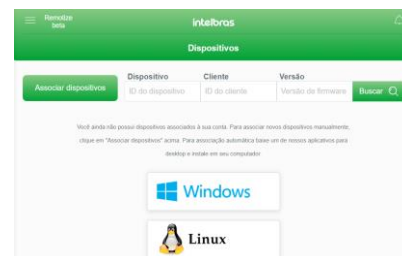 Remotize
beta
intelbras
Dispositivos
Associar dispositivos
Dispositivo
ID do dispositivo
Cliente
ID do cliente
Versão
Versão de firmware
Buscar
Você ainda não possui dispositivos associados à sua conta. Para associar novos dispositivos manualmente,
clique em "Associar dispositivos" acima. Para associação automática baixe um de nossos aplicativos para
desktop e instale em seu computador
Windows
Linux